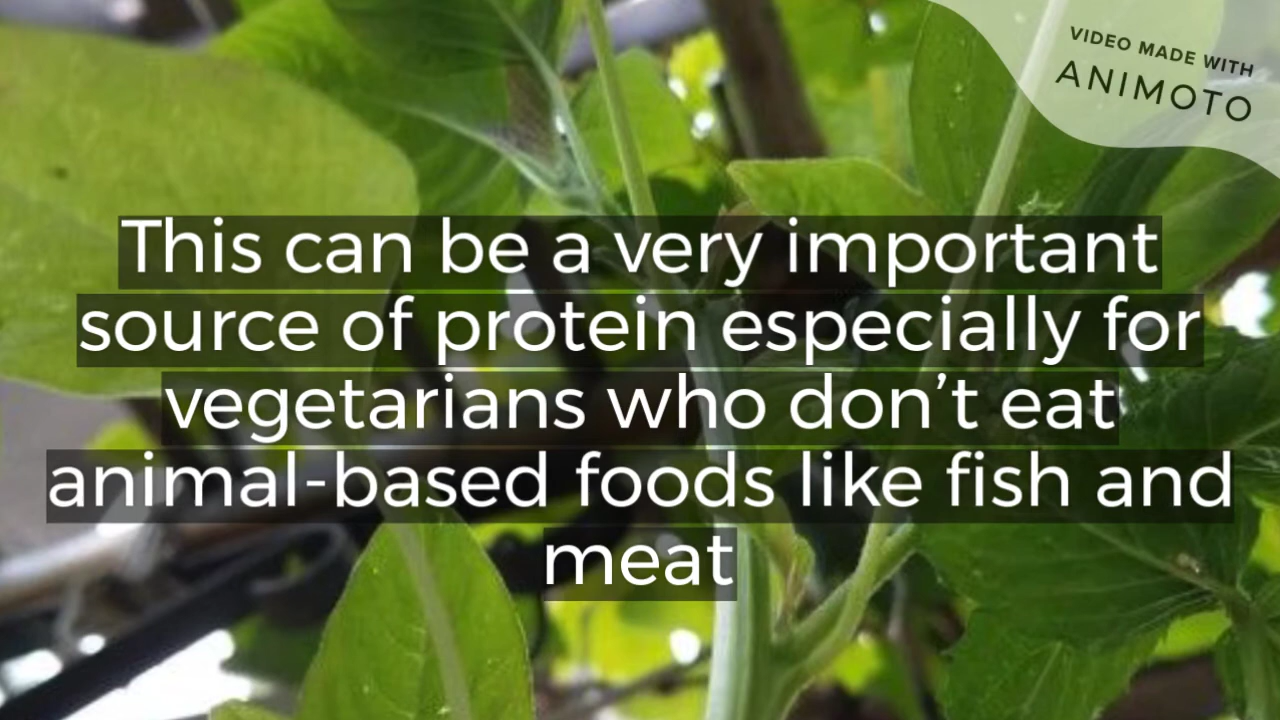 VIDEO MADE WITH
ANIMOTO
This can be a very important
source of protein especially for
vegetarians who don’t eat
animal-based foods like fish and
meat